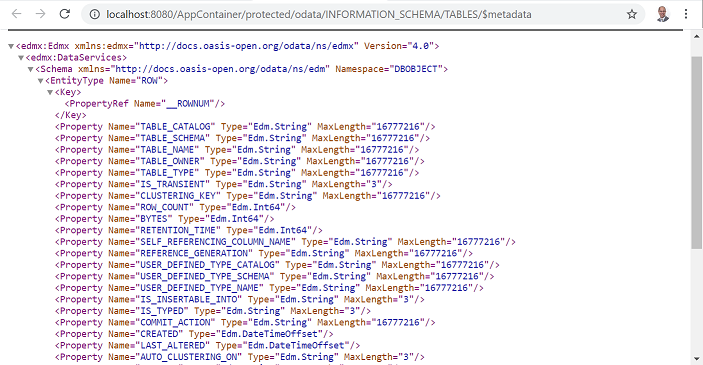 localhost:8080/AppContainer/protected/odata/INFORMATION_SCHEMA/TABLES/$metadata
<edmx:Edmx xmlns:edmx="http://docs.oasis-open.org/odata/ns/edmx" Version="4.0">
<edmx:DataServices>
<Schema xmlns="http://docs.oasis-open.org/odata/ns/edm" Namespace="DBOBJECT">
<EntityType Name="ROW">
<Key>
<PropertyRef Name="__ROWNUM"/>
</Key>
<Property Name="TABLE_CATALOG" Type="Edm.String" MaxLength="16777216"/>
<Property Name="TABLE_SCHEMA" Type="Edm.String" MaxLength="16777216"/>
<Property Name="TABLE_NAME" Type="Edm.String" MaxLength="16777216"/>
<Property Name="TABLE_OWNER" Type="Edm.String" MaxLength="16777216"/>
<Property Name="TABLE_TYPE" Type="Edm.String" MaxLength="16777216"/>
<Property Name="IS_TRANSIENT" Type="Edm.String" MaxLength="3"/>
<Property Name="CLUSTERING_KEY" Type="Edm.String" MaxLength="16777216"/>
<Property Name="ROW_COUNT" Type="Edm.Int64"/>
<Property Name="BYTES" Type="Edm.Int64"/>
<Property Name="RETENTION_TIME" Type="Edm.Int64"/>
<Property Name="SELF_REFERENCING_COLUMN_NAME" Type="Edm.String" MaxLength="16777216"/>
<Property Name="REFERENCE_GENERATION" Type="Edm.String" MaxLength="16777216"/>
<Property Name="USER_DEFINED_TYPE_CATALOG" Type="Edm.String" MaxLength="16777216"/>
<Property Name="USER_DEFINED_TYPE_SCHEMA" Type="Edm.String" MaxLength="16777216"/>
<Property Name="USER_DEFINED_TYPE_NAME" Type="Edm.String" MaxLength="16777216"/>
<Property Name="IS_INSERTABLE_INTO" Type="Edm.String" MaxLength="3"/>
<Property Name="IS_TYPED" Type="Edm.String" MaxLength="3"/>
<Property Name="COMMIT_ACTION" Type="Edm.String" MaxLength="16777216"/>
<Property Name="CREATED" Type="Edm.DateTimeOffset"/>
<Property Name="LAST_ALTERED" Type="Edm.DateTimeOffset"/>
<Property Name="AUTO_CLUSTERING_ON" Type="Edm.String" MaxLength="3"/>